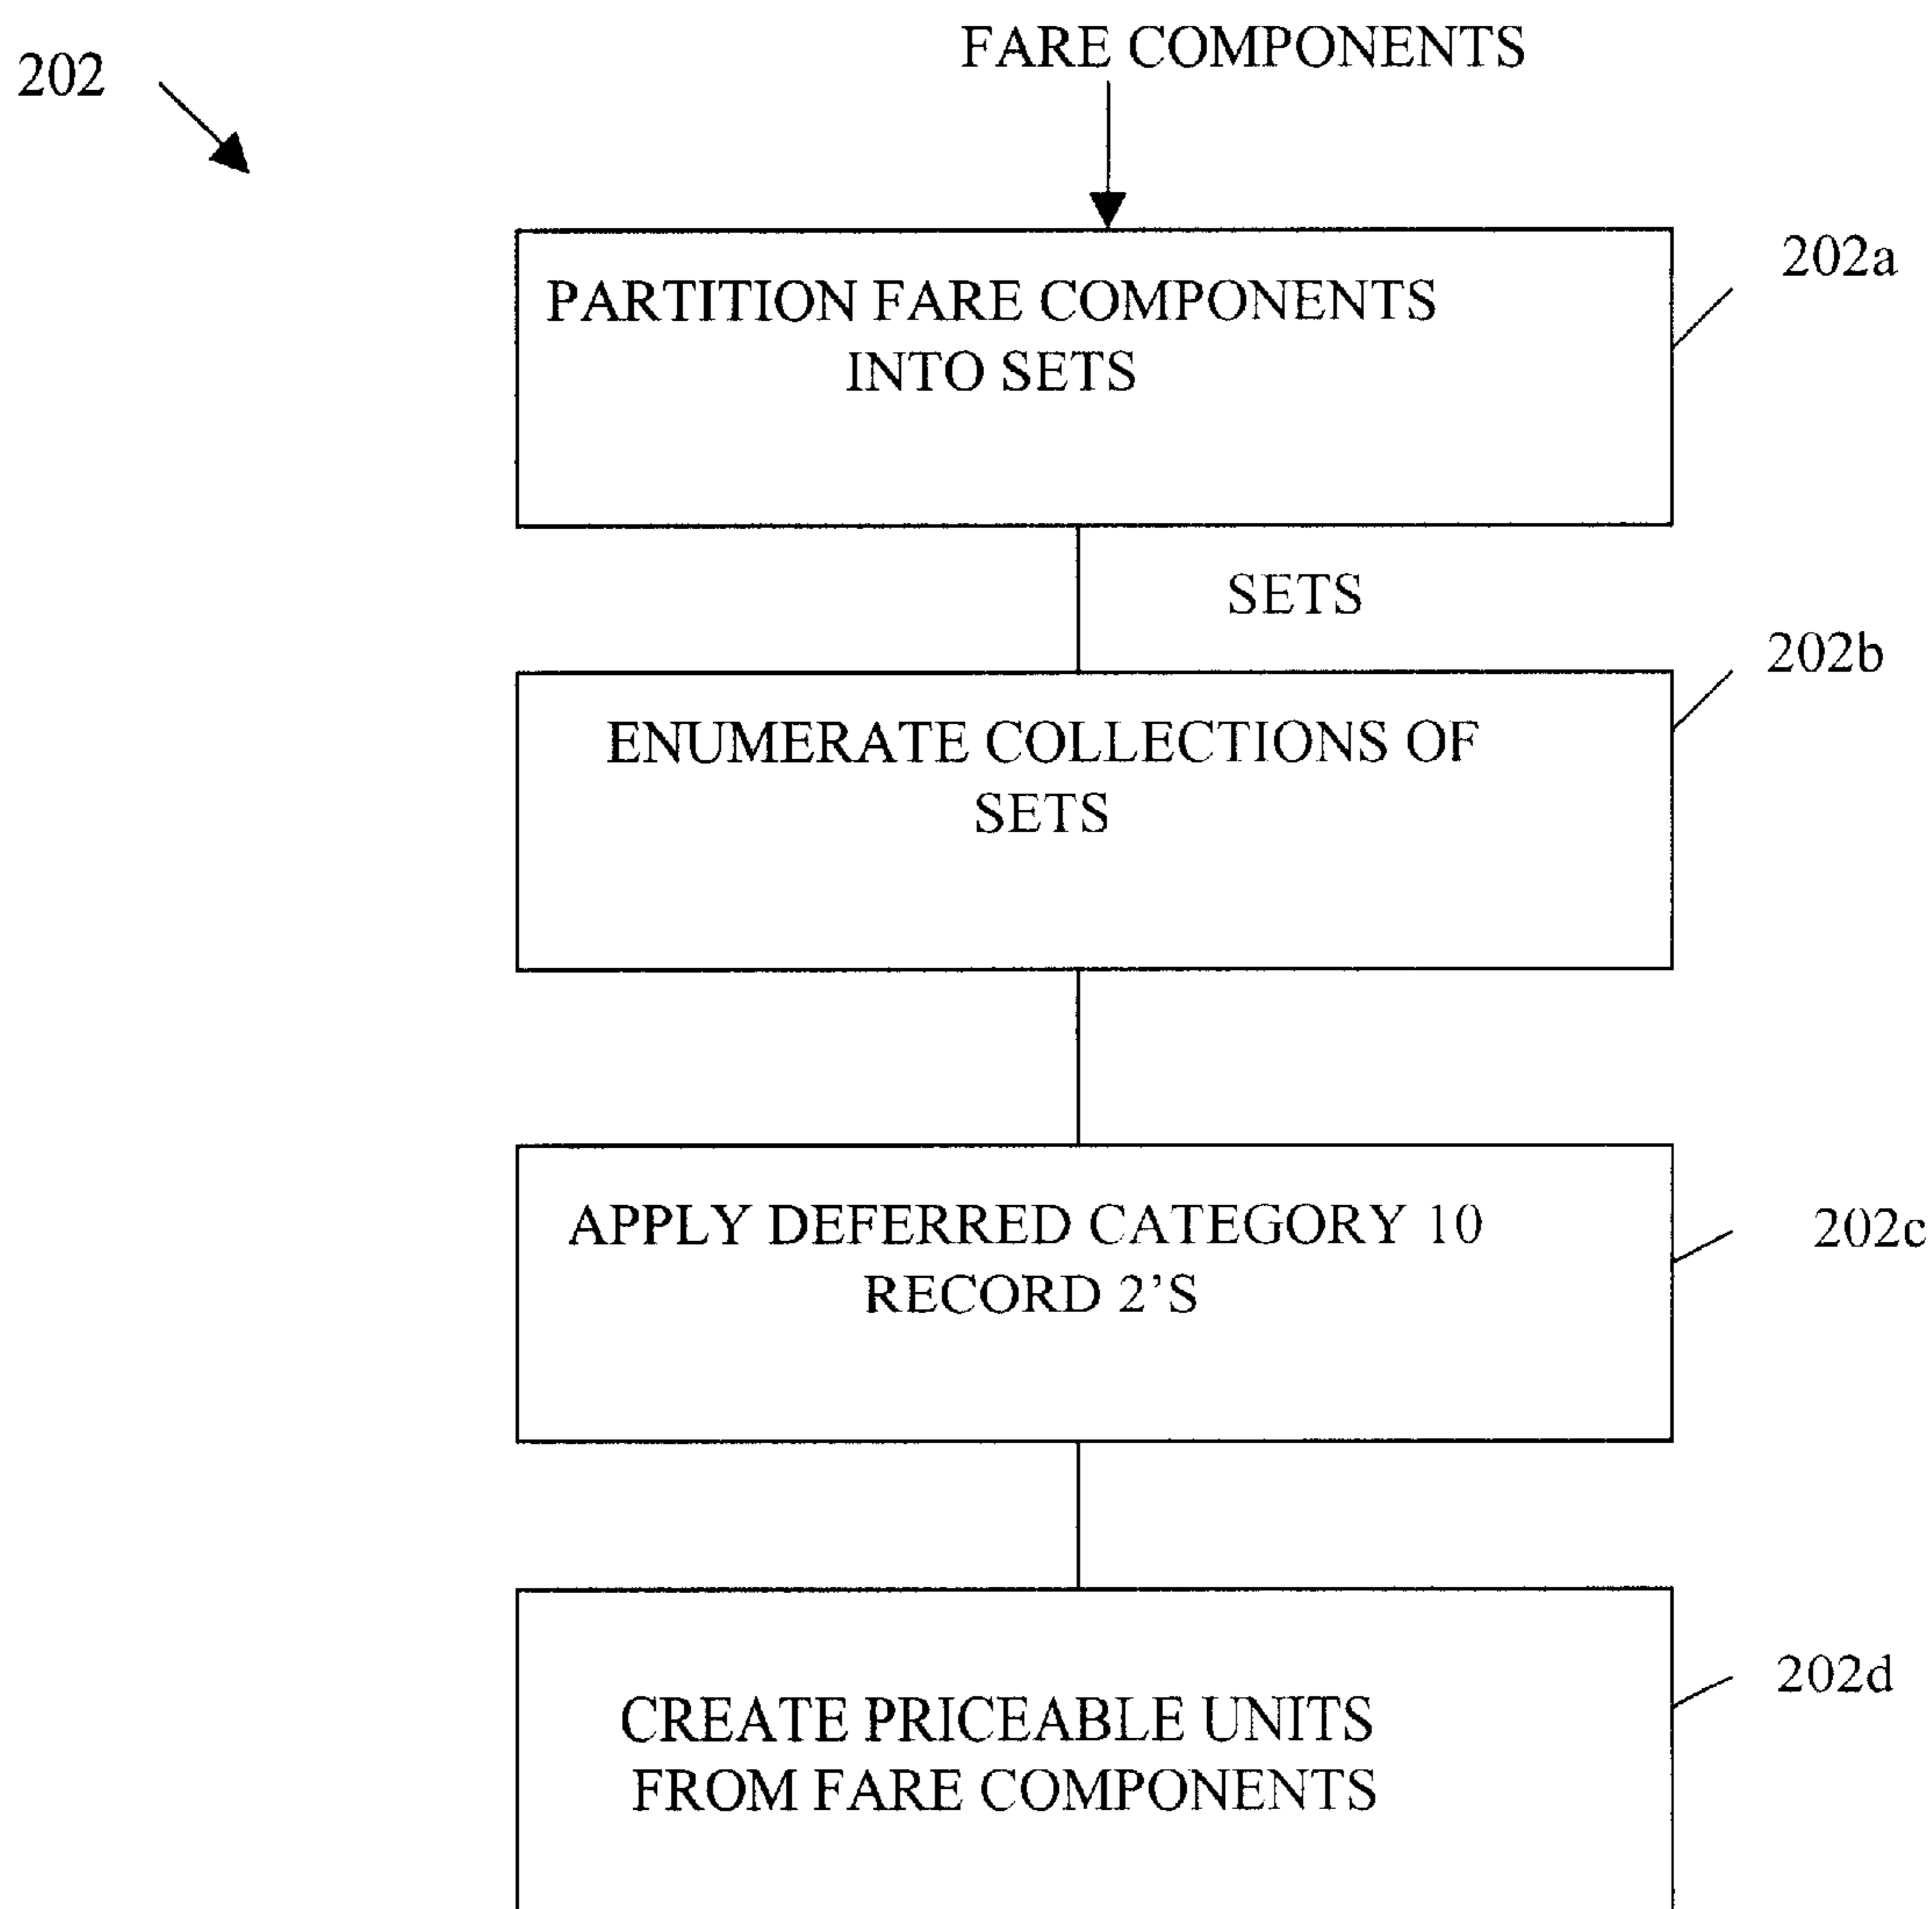 FARE COMPONENTS
202
PARTITION FARE COMPONENTS
INTO SETS
202a
SETS
202b
ENUMERATE COLLECTIONS OF
SETS
APPLY DEFERRED CATEGORY 10
RECORD 2’S
202c
CREATE PRICEABLE UNITS
FROM FARE COMPONENTS
202d